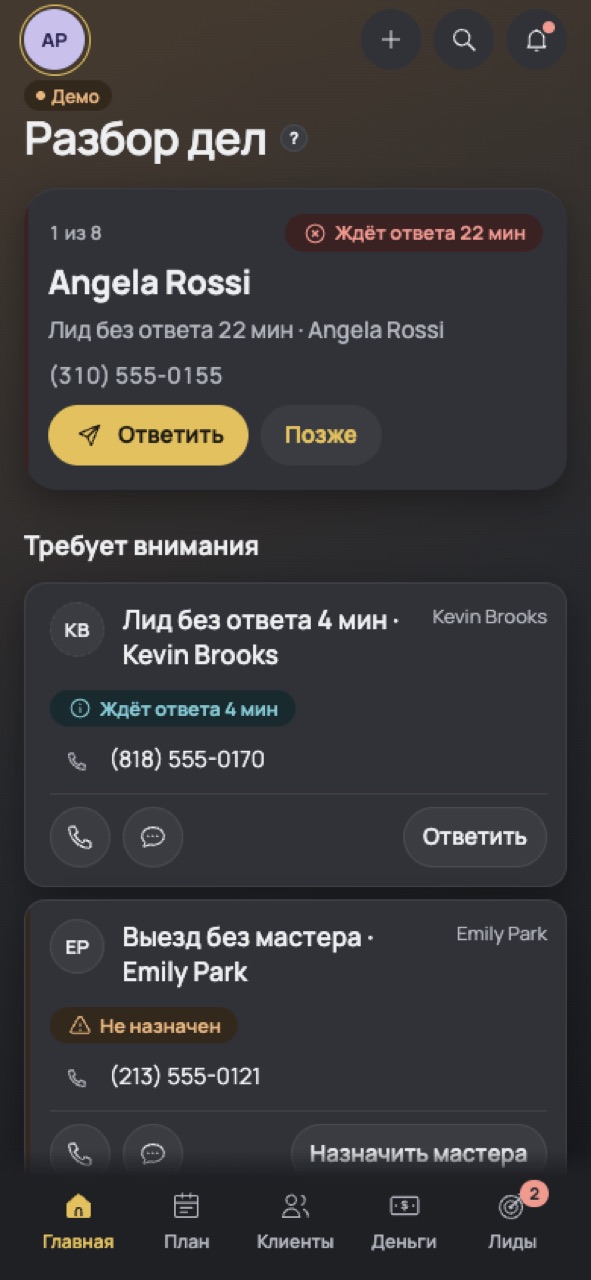 AP
Демо
Разбор дел ?
1 из 8
Ждёт ответа 22 мин
Angela Rossi
Лид без ответа 22 мин · Angela Rossi
(310) 555-0155
Ответить
Позже
Требует внимания
KB
Лид без ответа 4 мин ·
Kevin Brooks
Kevin Brooks
Ждёт ответа 4 мин
(818) 555-0170
Ответить
EP
Выезд без мастера ·
Emily Park
Emily Park
Не назначен
(213) 555-0121
Назначить мастера
2
Главная
План
Клиенты
Деньги
Лиды